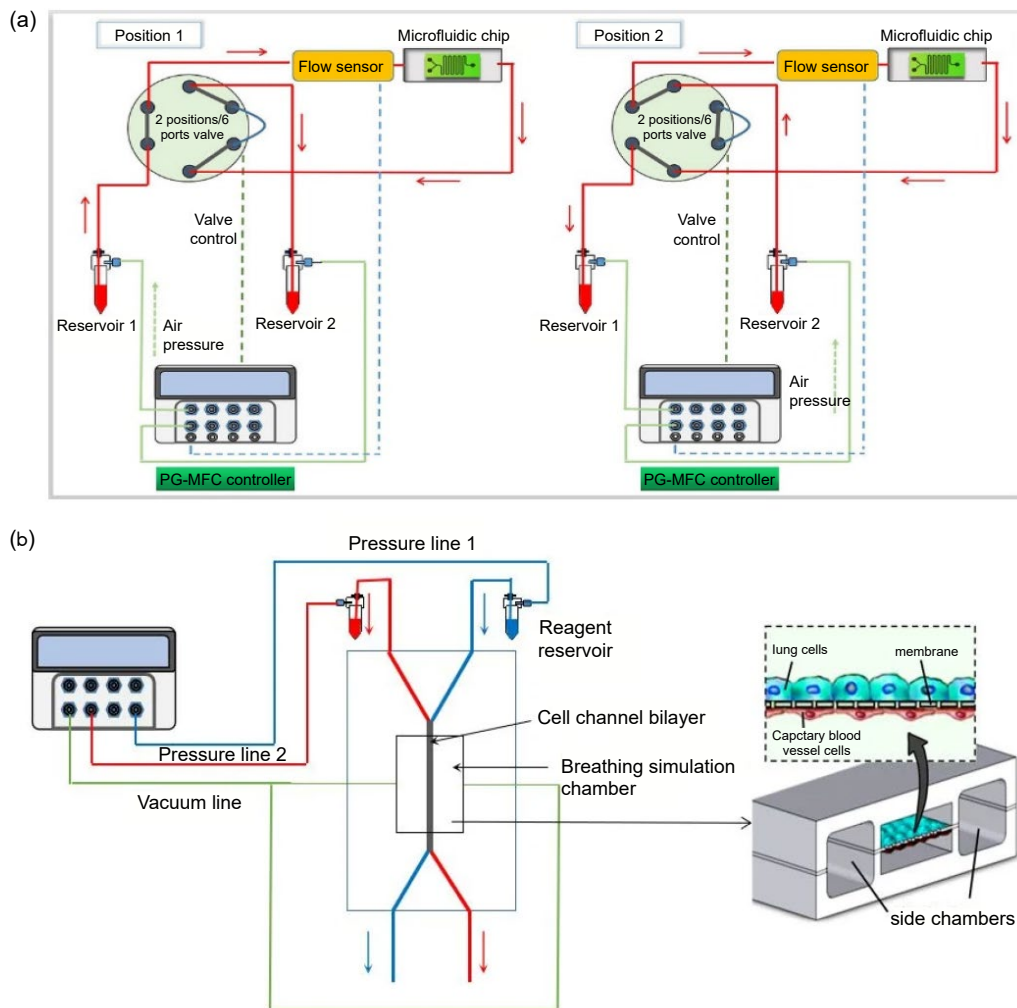 (a)
Position 1
Flow sensor
Microfluidic chip
2 positions/6
ports valve
Valve
control
Reservoir 1
Air
pressure
Reservoir 2
PG-MFC controller
Position 2
Flow sensor
Microfluidic chip
2 positions/6
ports valve
Valve
control
Reservoir 1
Reservoir 2
Air
pressure
PG-MFC controller
(b)
Pressure line 1
Reagent
reservoir
Cell channel bilayer
Pressure line 2
Breathing simulation
chamber
Vacuum line
lung cells
membrane
Capctary blood
vessel cells
side chambers